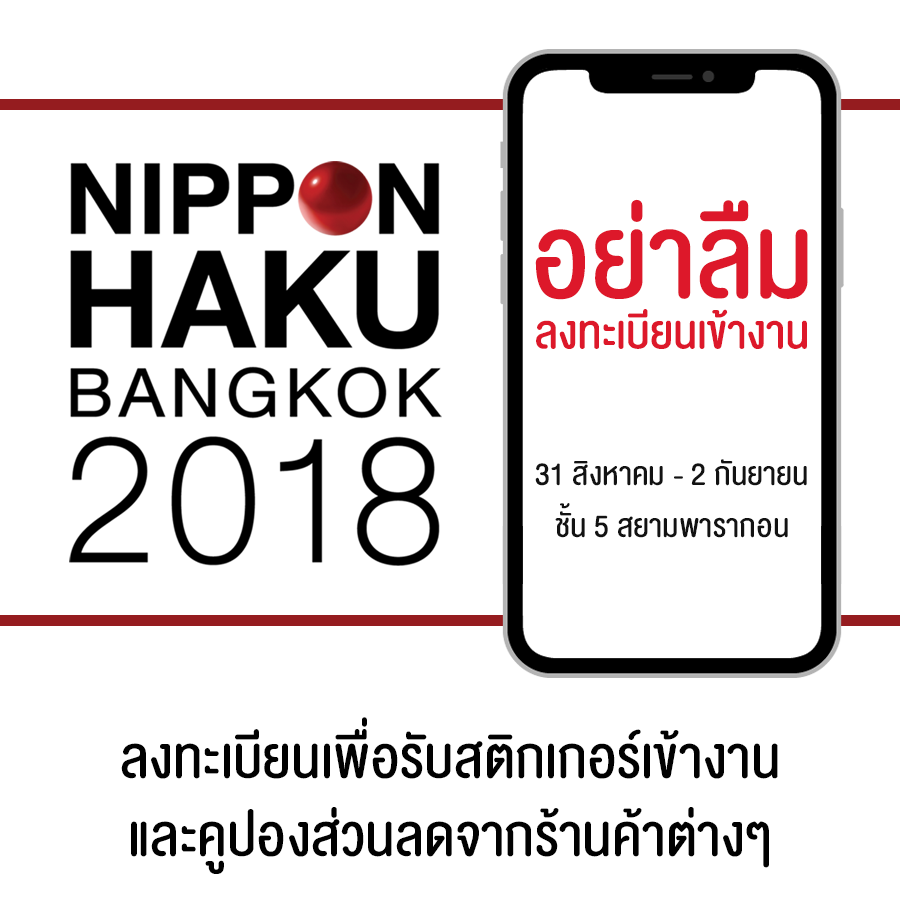 NIPPON
HAKU
BANGKOK
2018
อย่าลืม
ลงทะเบียนเข้างาน
31 สิงหาคม - 2 กันยายน
ชั้น 5 สยามพารากอน
ลงทะเบียนเพื่อรับสติกเกอร์เข้างาน
และคูปองส่วนลดจากร้านค้าต่างๆ